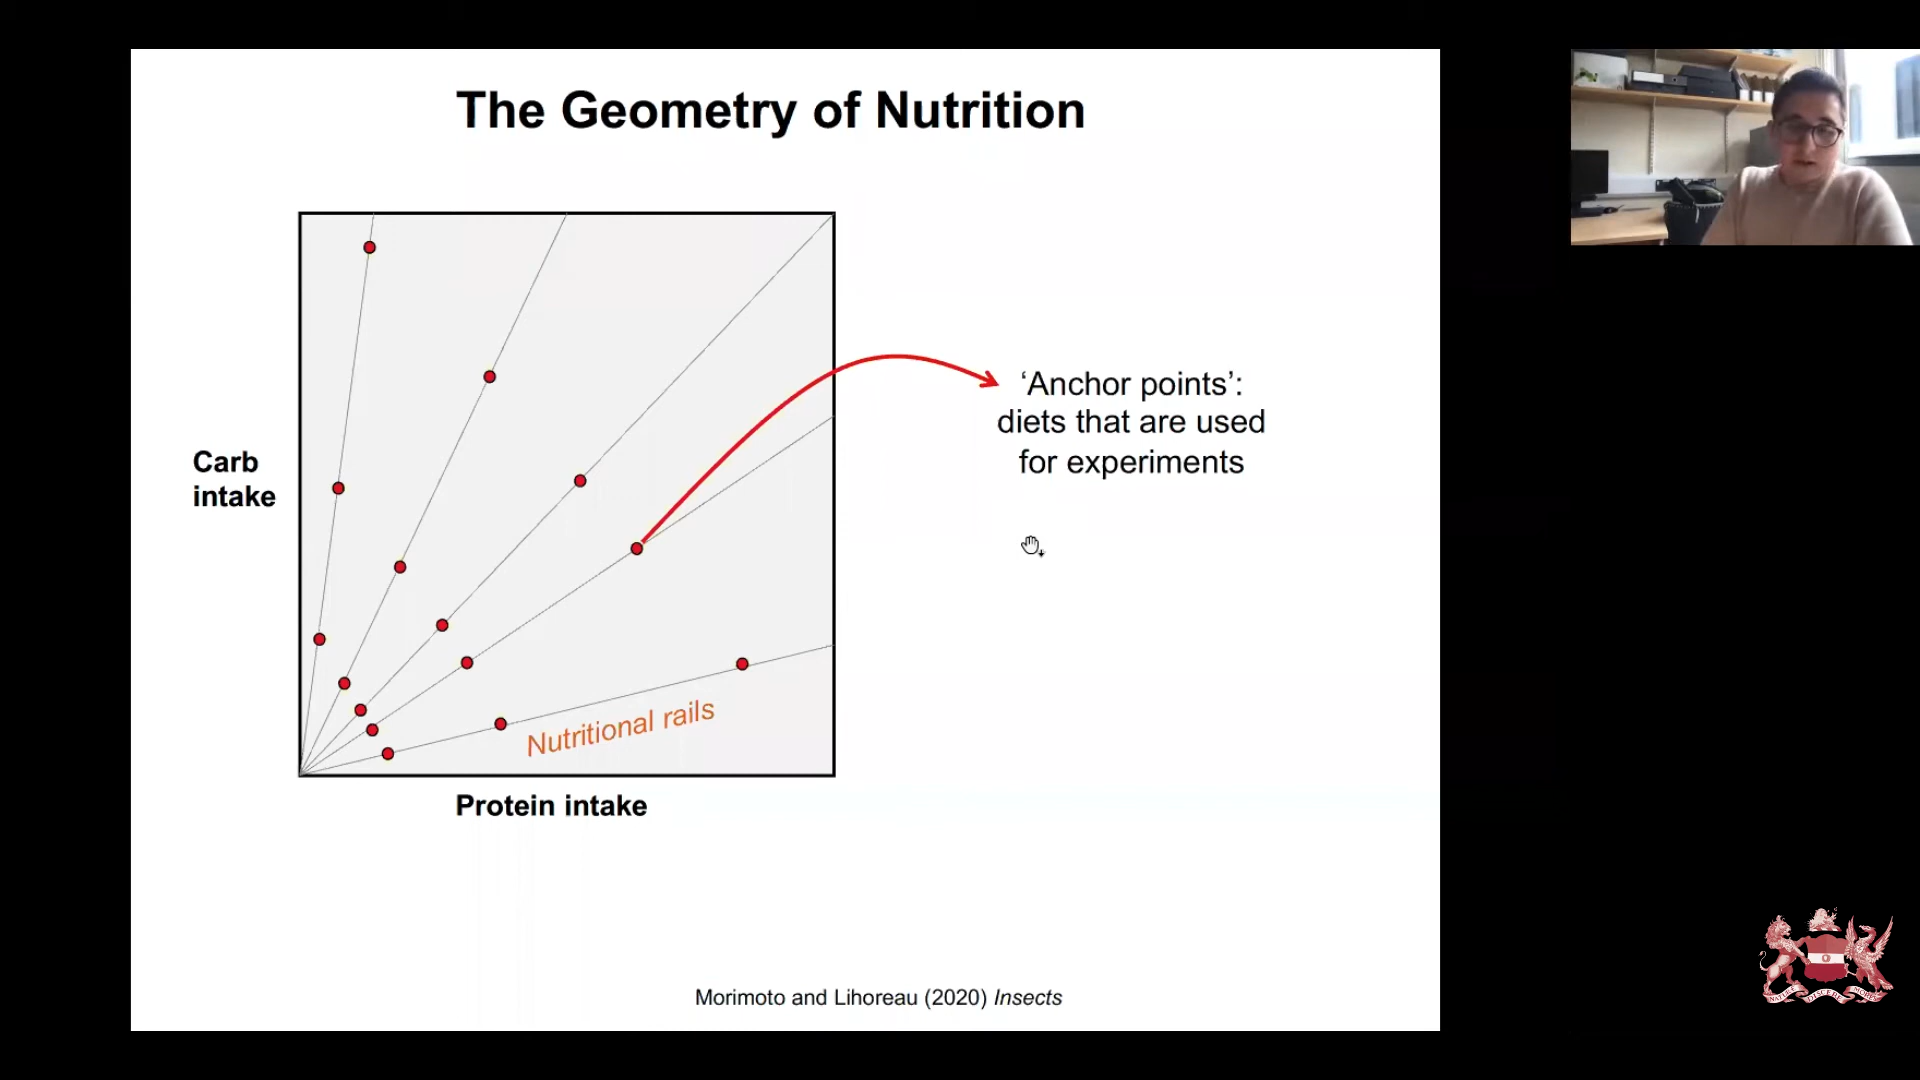 The Geometry of Nutrition
Carb
intake
‘Anchor points’:
diets that are used
for experiments
Nutritional rails
Protein intake
Morimoto and Lihoreau (2020) Insects